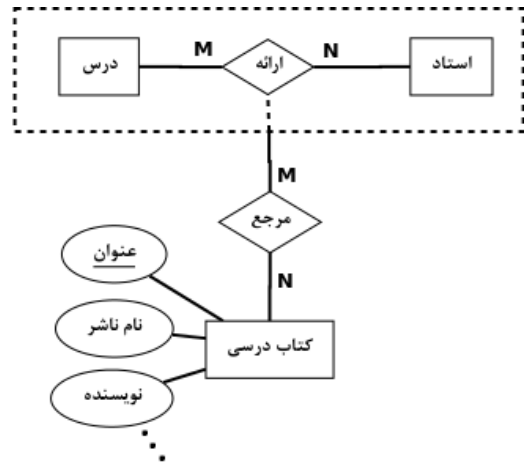 استاد
N
ارائه
M
درس
M
مرجع
N
عنوان
نام ناشر
کتاب درسی
نویسنده